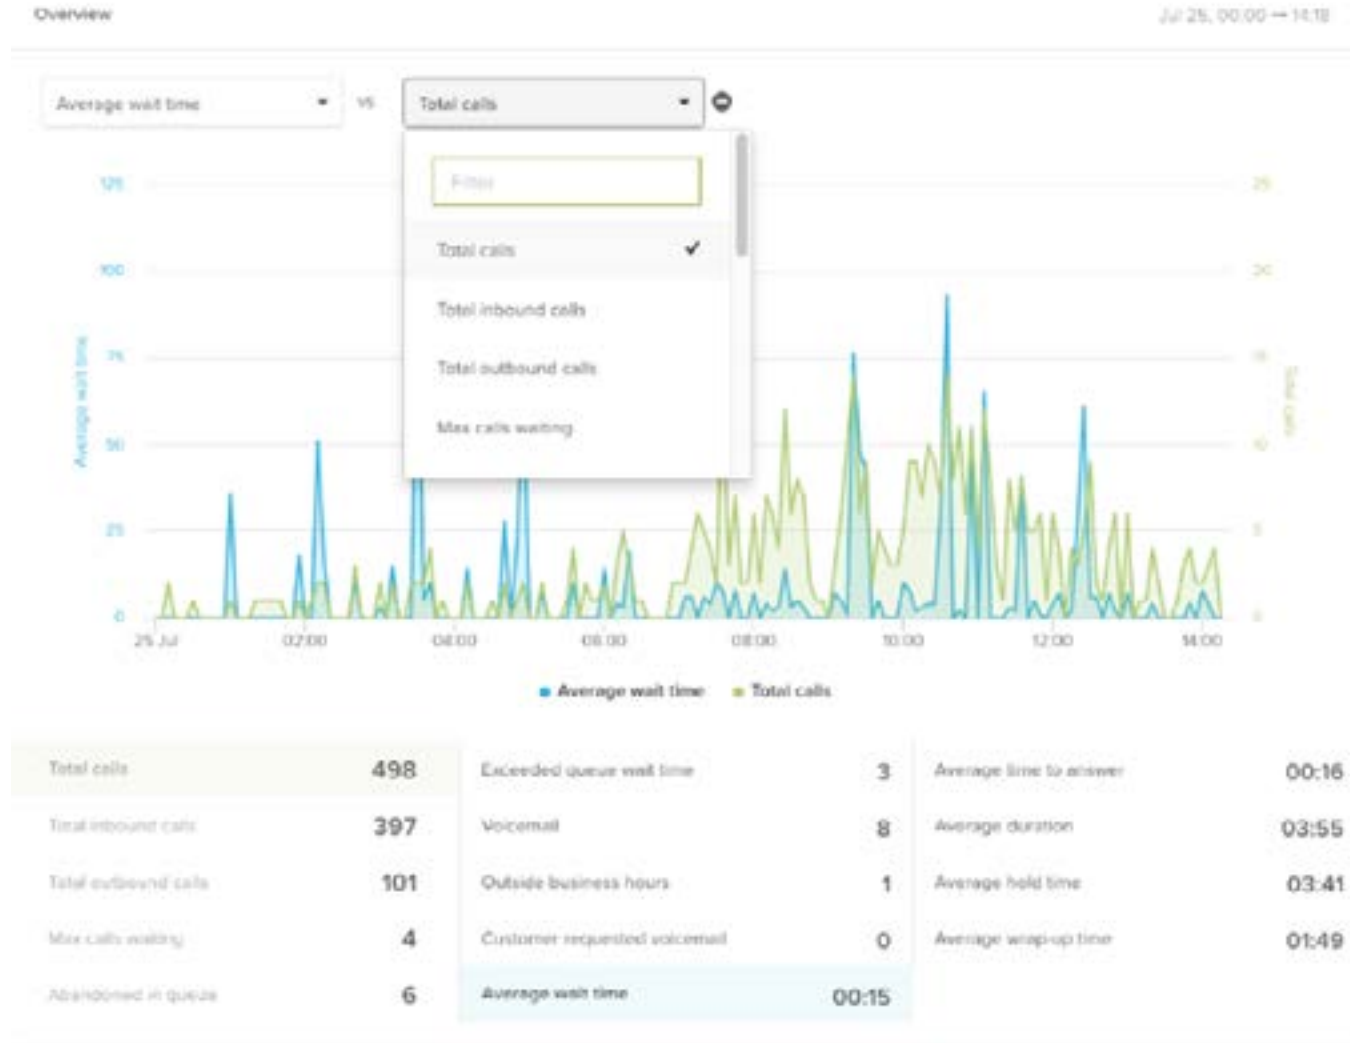 Overview
Jul 25, 00:00 — 14:18
Average wait time
vs
Total calls
Filter
Total calls
Total inbound calls
Total outbound calls
Max calls waiting
Average wait time
125
100
75
50
25
0
25
20
15
10
5
0
Total calls
25 Jul
02:00
04:00
06:00
08:00
10:00
12:00
14:00
Average wait time
Total calls
Total calls 498
Total inbound calls 397
Total outbound calls 101
Max calls waiting 4
Abandoned in queue 6
Exceeded queue wait time 3
Voicemail 8
Outside business hours 1
Customer requested voicemail 0
Average wait time 00:15
Average time to answer 00:16
Average duration 03:55
Average hold time 03:41
Average wrap-up time 01:49